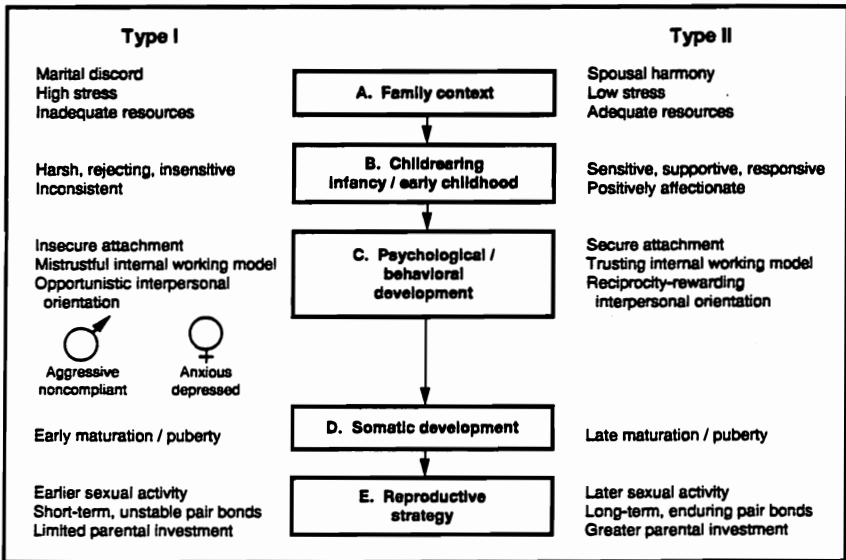 Type I
Type II
Marital discord
High stress
Inadequate resources
A. Family context
Spousal harmony
Low stress
Adequate resources
Harsh, rejecting, insensitive
Inconsistent
B. Childrearing
infancy / early childhood
Sensitive, supportive, responsive
Positively affectionate
Insecure attachment
Mistrustful internal working model
Opportunistic interpersonal
orientation
C. Psychological /
behavioral
development
Secure attachment
Trusting internal working model
Reciprocity-rewarding
interpersonal orientation
Aggressive
noncompliant
Anxious
depressed
Early maturation / puberty
D. Somatic development
Late maturation / puberty
Earlier sexual activity
Short-term, unstable pair bonds
Limited parental investment
E. Reproductive
strategy
Later sexual activity
Long-term, enduring pair bonds
Greater parental investment